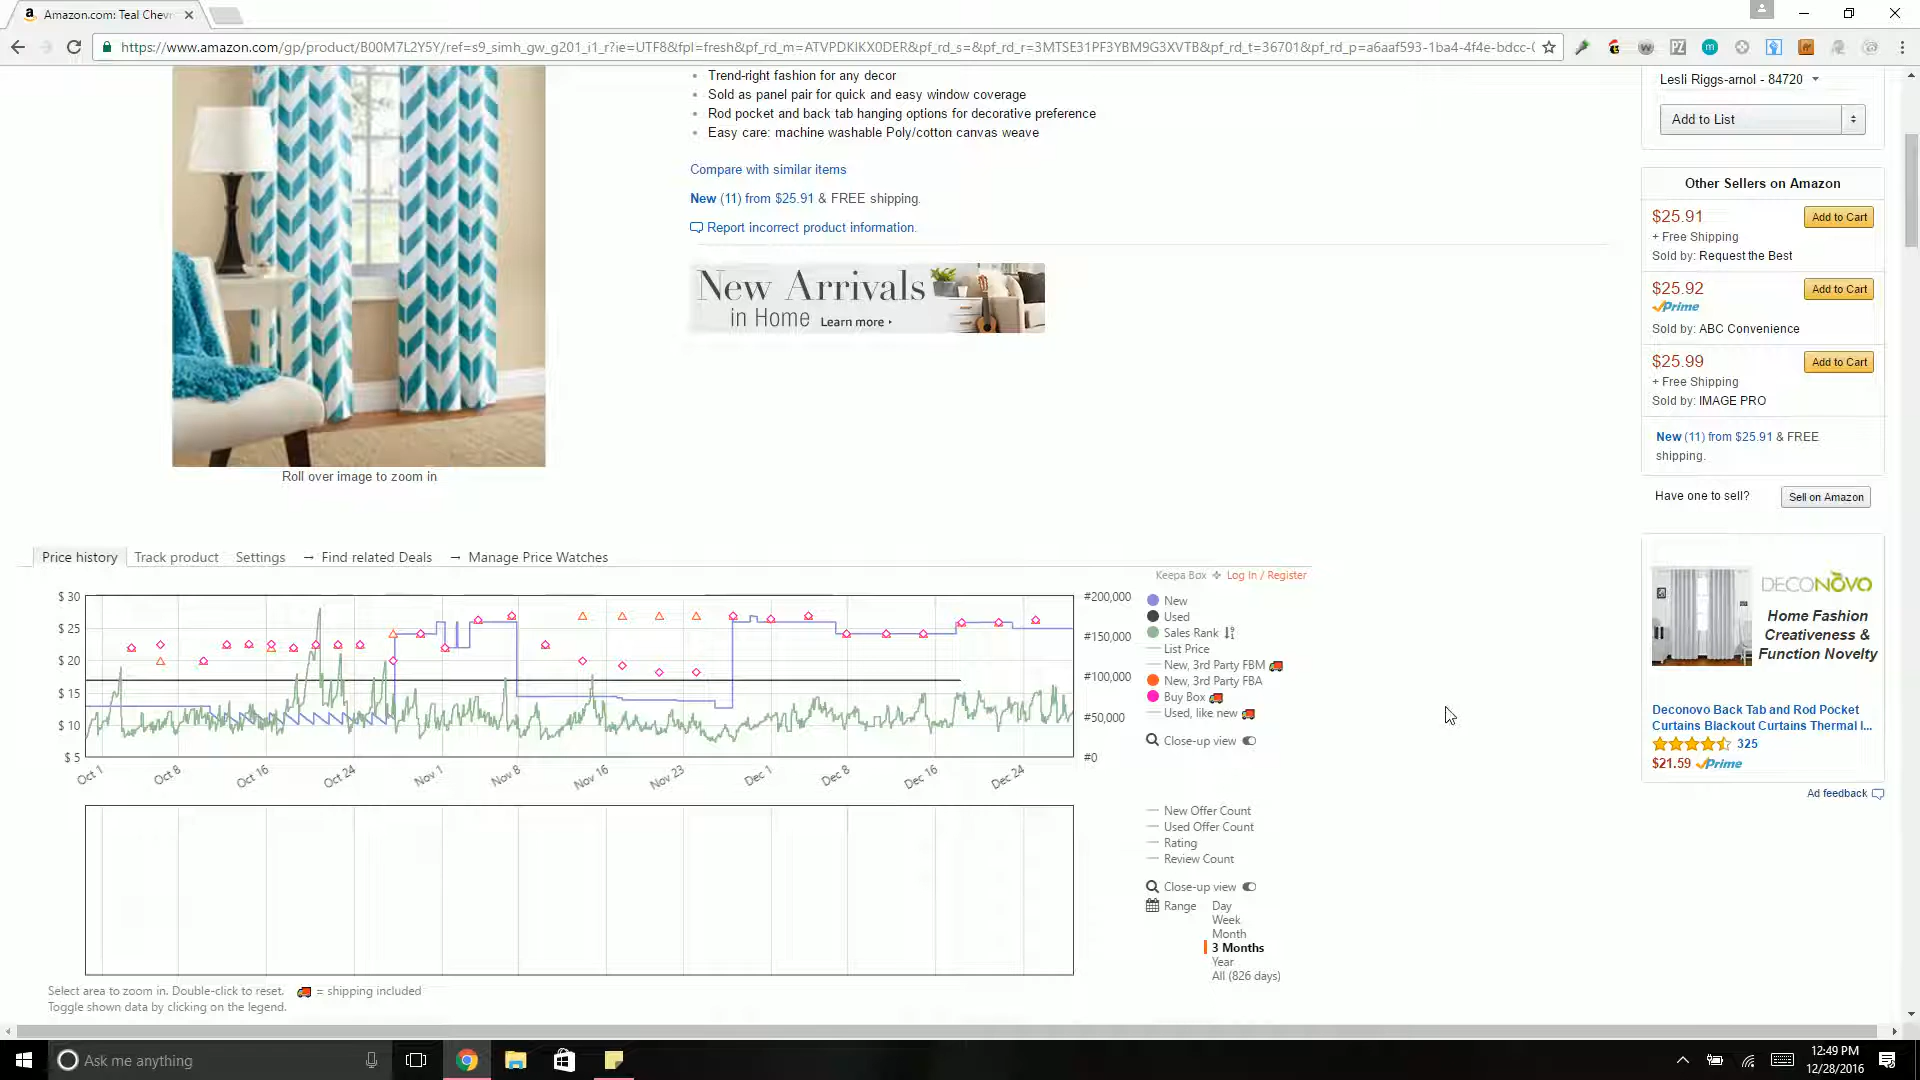 Amazon.com: Teal Chev
https://www.amazon.com/gp/product/B00M7L2Y5Y/ref=s9_simh_gw_g201_i1_r?ie=UTF8&fpl=fresh&pf_rd_m=ATVPDKIKX0DER&pf_rd_s=&pf_rd_r=3MTSE31PF3YBM9G3XVTB&pf_rd_t=36701&pf_rd_p=a6aaf593-1ba4-4f4e-bdcc-
Trend-right fashion for any decor
Sold as panel pair for quick and easy window coverage
Rod pocket and back tab hanging options for decorative preference
Easy care: machine washable Poly/cotton canvas weave
Compare with similar items
New (11) from $25.91 & FREE shipping.
Report incorrect product information.
New Arrivals
in Home Learn more
Roll over image to zoom in
Lesli Riggs-arnol - 84720
Add to List
Other Sellers on Amazon
$25.91 Add to Cart
+ Free Shipping
Sold by: Request the Best
$25.92 Add to Cart
Prime
Sold by: ABC Convenience
$25.99 Add to Cart
+ Free Shipping
Sold by: IMAGE PRO
New (11) from $25.91 & FREE
shipping.
Have one to sell? Sell on Amazon
DECONOVO
Home Fashion
Creativeness &
Function Novelty
Deconovo Back Tab and Rod Pocket
Curtains Blackout Curtains Thermal I...
325
$21.59 Prime
Ad feedback
Price history Track product Settings → Find related Deals → Manage Price Watches
Keepa Box Log In / Register
$ 30
$ 25
$ 20
$ 15
$ 10
$ 5
#200,000
#150,000
#100,000
#50,000
#0
Oct 1 Oct 8 Oct 16 Oct 24 Nov 1 Nov 8 Nov 16 Nov 23 Dec 1 Dec 8 Dec 16 Dec 24
New
Used
Sales Rank
List Price
New, 3rd Party FBM
New, 3rd Party FBA
Buy Box
Used, like new
Close-up view
New Offer Count
Used Offer Count
Rating
Review Count
Close-up view
Range Day
Week
Month
3 Months
Year
All (826 days)
Select area to zoom in. Double-click to reset. = shipping included
Toggle shown data by clicking on the legend.
Ask me anything
12:49 PM
12/28/2016